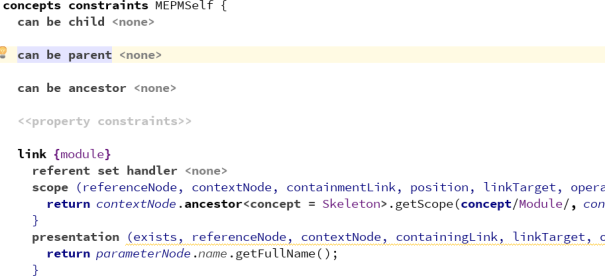 concepts constraints MEPMSelf {
can be child <none>
can be parent <none>
can be ancestor <none>
<<property constraints>>
link {module}
referent set handler <none>
scope (referenceNode, contextNode, containmentLink, position, linkTarget, opera
return contextNode.ancestor<concept = Skeleton>.getScope(concept/Module/, con
}
presentation (exists, referenceNode, contextNode, containingLink, linkTarget, c
return parameterNode.name.getFullName();
}